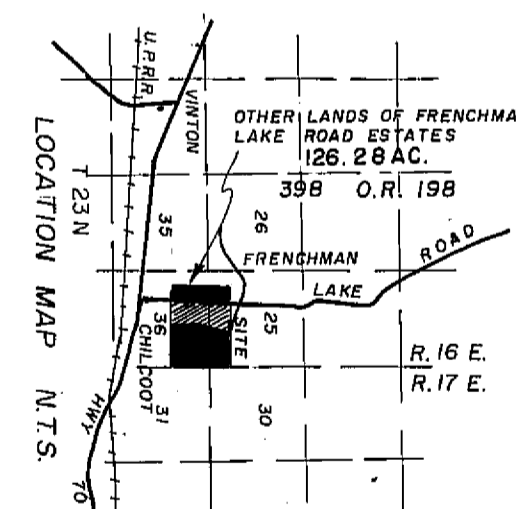 U.P.R.R.
VINTON
OTHER LANDS OF FRENCHMA
LAKE ROAD ESTATES
126.28 AC.
398 O.R. 198
T 23 N
35
26
FRENCHMAN
LAKE
ROAD
36
SITE
25
CHILCOOT
R. 16 E.
R. 17 E.
31
30
HWY
70
LOCATION MAP N.T.S.